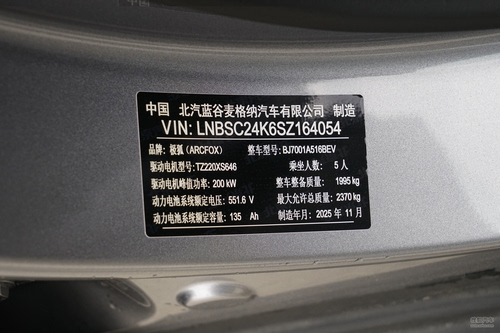 中国 北汽蓝谷麦格纳汽车有限公司 制造
VIN: LNBSC24K6SZ164054
品牌: 极狐 (ARCFOX) 整车型号: BJ7001A516BEV
驱动电机型号: TZ220XS646 乘坐人数: 5 人
驱动电机峰值功率: 200 kW 整车整备质量: 1995 kg
动力电池系统额定电压: 551.6 V 最大允许总质量: 2370 kg
动力电池系统额定容量: 135 Ah 制造年月: 2025 年 11 月